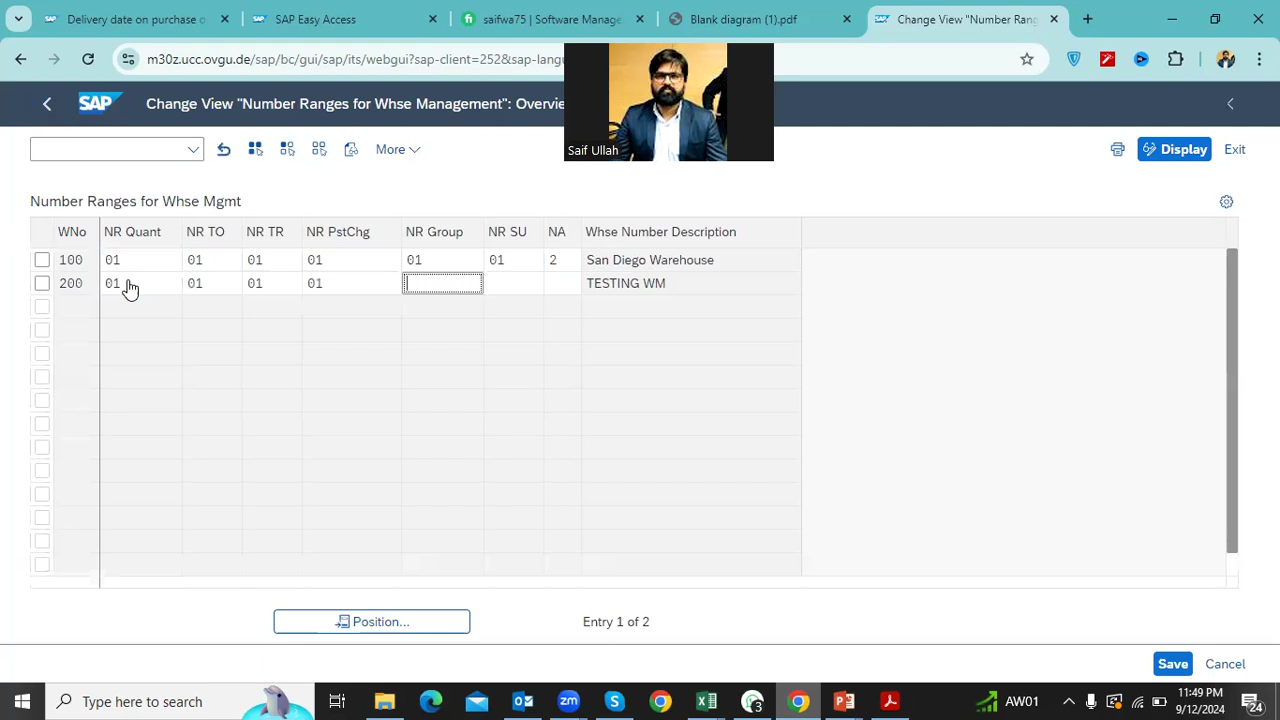 Delivery date on purchase o
SAP Easy Access
saifwa75 | Software Manage
Blank diagram (1).pdf
Change View "Number Rang
m30z.ucc.ovgu.de/sap/bc/gui/sap/its/webgui?sap-client=252&sap-langu
SAP
Change View "Number Ranges for Whse Management": Overvie
Saif Ullah
More
Display
Exit
Number Ranges for Whse Mgmt
WNo NR Quant NR TO NR TR NR PstChg NR Group NR SU NA Whse Number Description
100 01 01 01 01 01 01 2 San Diego Warehouse
200 01 01 01 01 TESTING WM
Position...
Entry 1 of 2
Save
Cancel
Type here to search
3
AW01
11:49 PM
9/12/2024
24